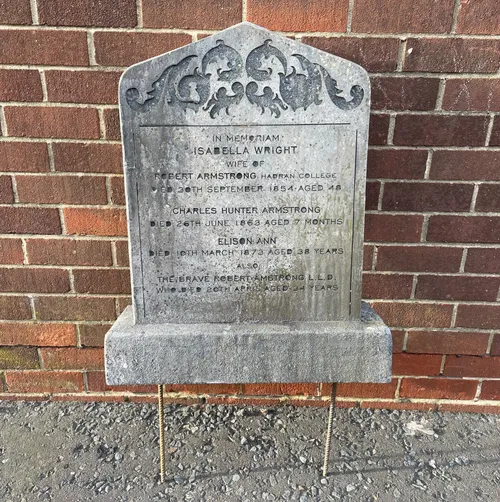 IN MEMORIAM
ISABELLA WRIGHT
WIFE OF
ROBERT ARMSTRONG HADRAN COLLEGE
DIED 30TH SEPTEMBER 1854 AGED 48
CHARLES HUNTER ARMSTRONG
DIED 26TH JUNE 1863 AGED 7 MONTHS
ELISON ANN
DIED 10TH MARCH 1873 AGED 38 YEARS
ALSO
THE BRAVE ROBERT ARMSTRONG L.L.D.
WHO DIED 20TH APRIL AGED 34 YEARS